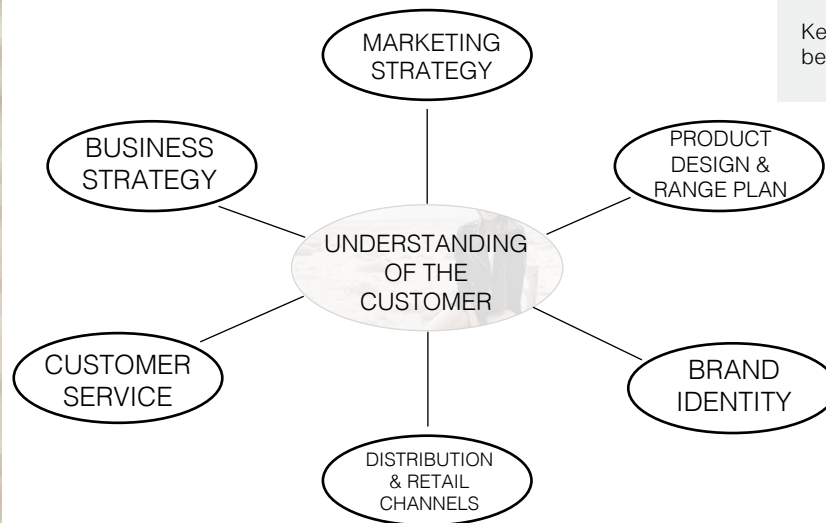 MARKETING
STRATEGY
BUSINESS
STRATEGY
PRODUCT
DESIGN &
RANGE PLAN
UNDERSTANDING
OF THE
CUSTOMER
CUSTOMER
SERVICE
BRAND
IDENTITY
DISTRIBUTION
& RETAIL
CHANNELS